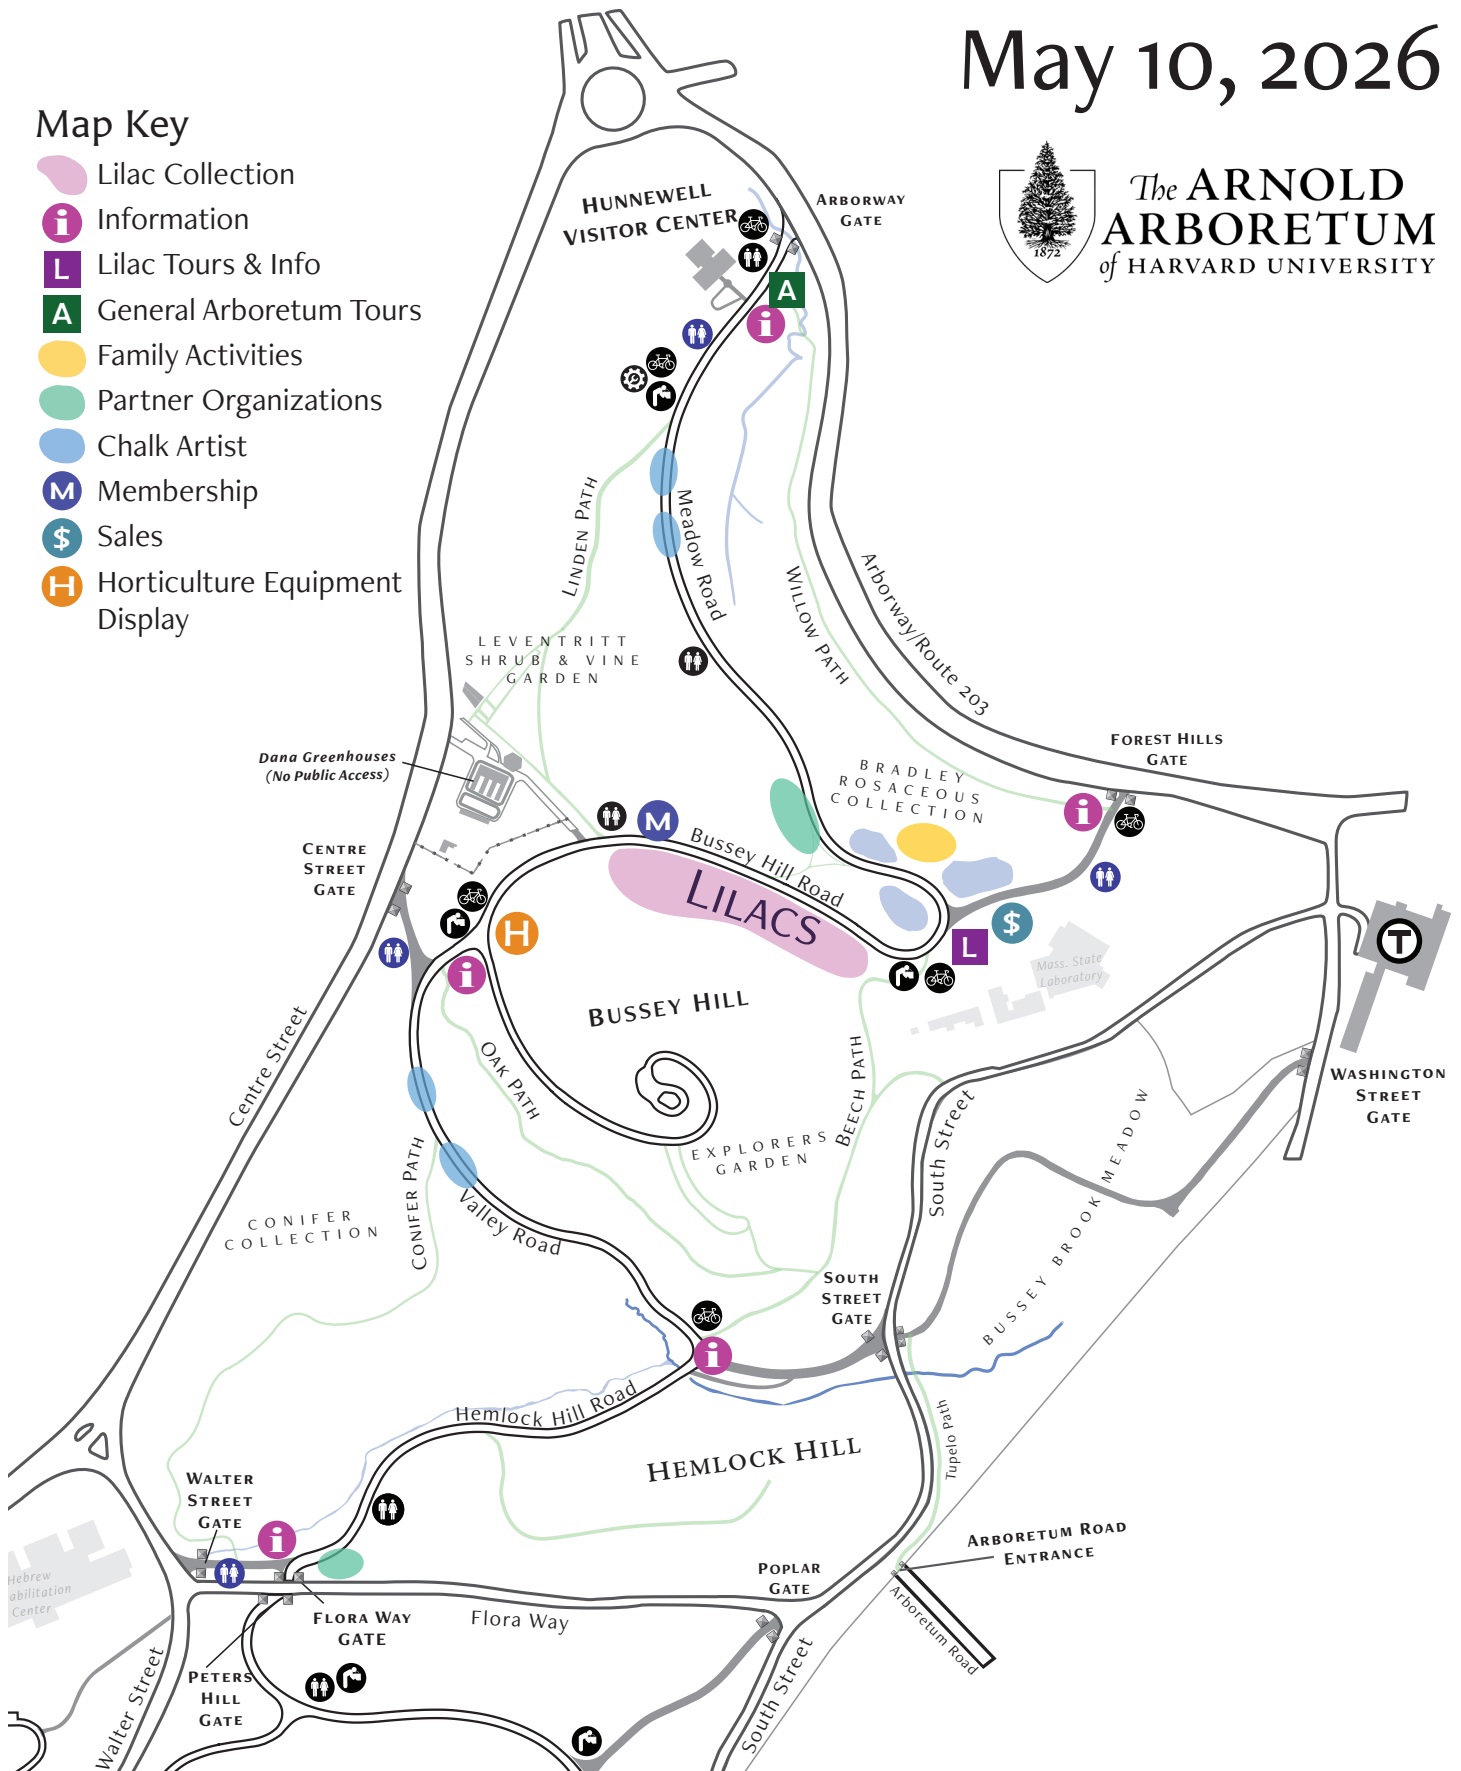 May 10, 2026
The ARNOLD
ARBORETUM
of HARVARD UNIVERSITY
1872
Map Key
Lilac Collection
i Information
L Lilac Tours & Info
A General Arboretum Tours
Family Activities
Partner Organizations
Chalk Artist
M Membership
$ Sales
H Horticulture Equipment
Display
HUNNEWELL
VISITOR CENTER
ARBORWAY
GATE
A
i
LINDEN PATH
Meadow Road
WILLOW PATH
Arborway/Route 203
LEVENTRITT
SHRUB & VINE
GARDEN
Dana Greenhouses
(No Public Access)
FOREST HILLS
GATE
BRADLEY
ROSACEOUS
COLLECTION
i
M
Bussey Hill Road
CENTRE
STREET
GATE
LILACS
H
$
L
T
Mass. State
Laboratory
i
BUSSEY HILL
Centre Street
OAK PATH
BEECH PATH
WASHINGTON
STREET
GATE
South Street
EXPLORERS
GARDEN
CONIFER PATH
Valley Road
CONIFER
COLLECTION
BUSSEY BROOK MEADOW
SOUTH
STREET
GATE
i
Hemlock Hill Road
HEMLOCK HILL
Tupelo Path
WALTER
STREET
GATE
i
ARBORETUM ROAD
ENTRANCE
Hebrew
abilitation
Center
POPLAR
GATE
Arboretum Road
FLORA WAY
GATE
Flora Way
PETERS
HILL
GATE
Walter Street
South Street